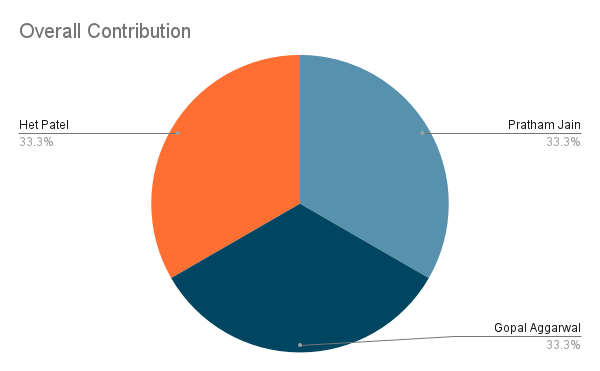 Overall Contribution
Het Patel
33.3%
Pratham Jain
33.3%
Gopal Aggarwal
33.3%